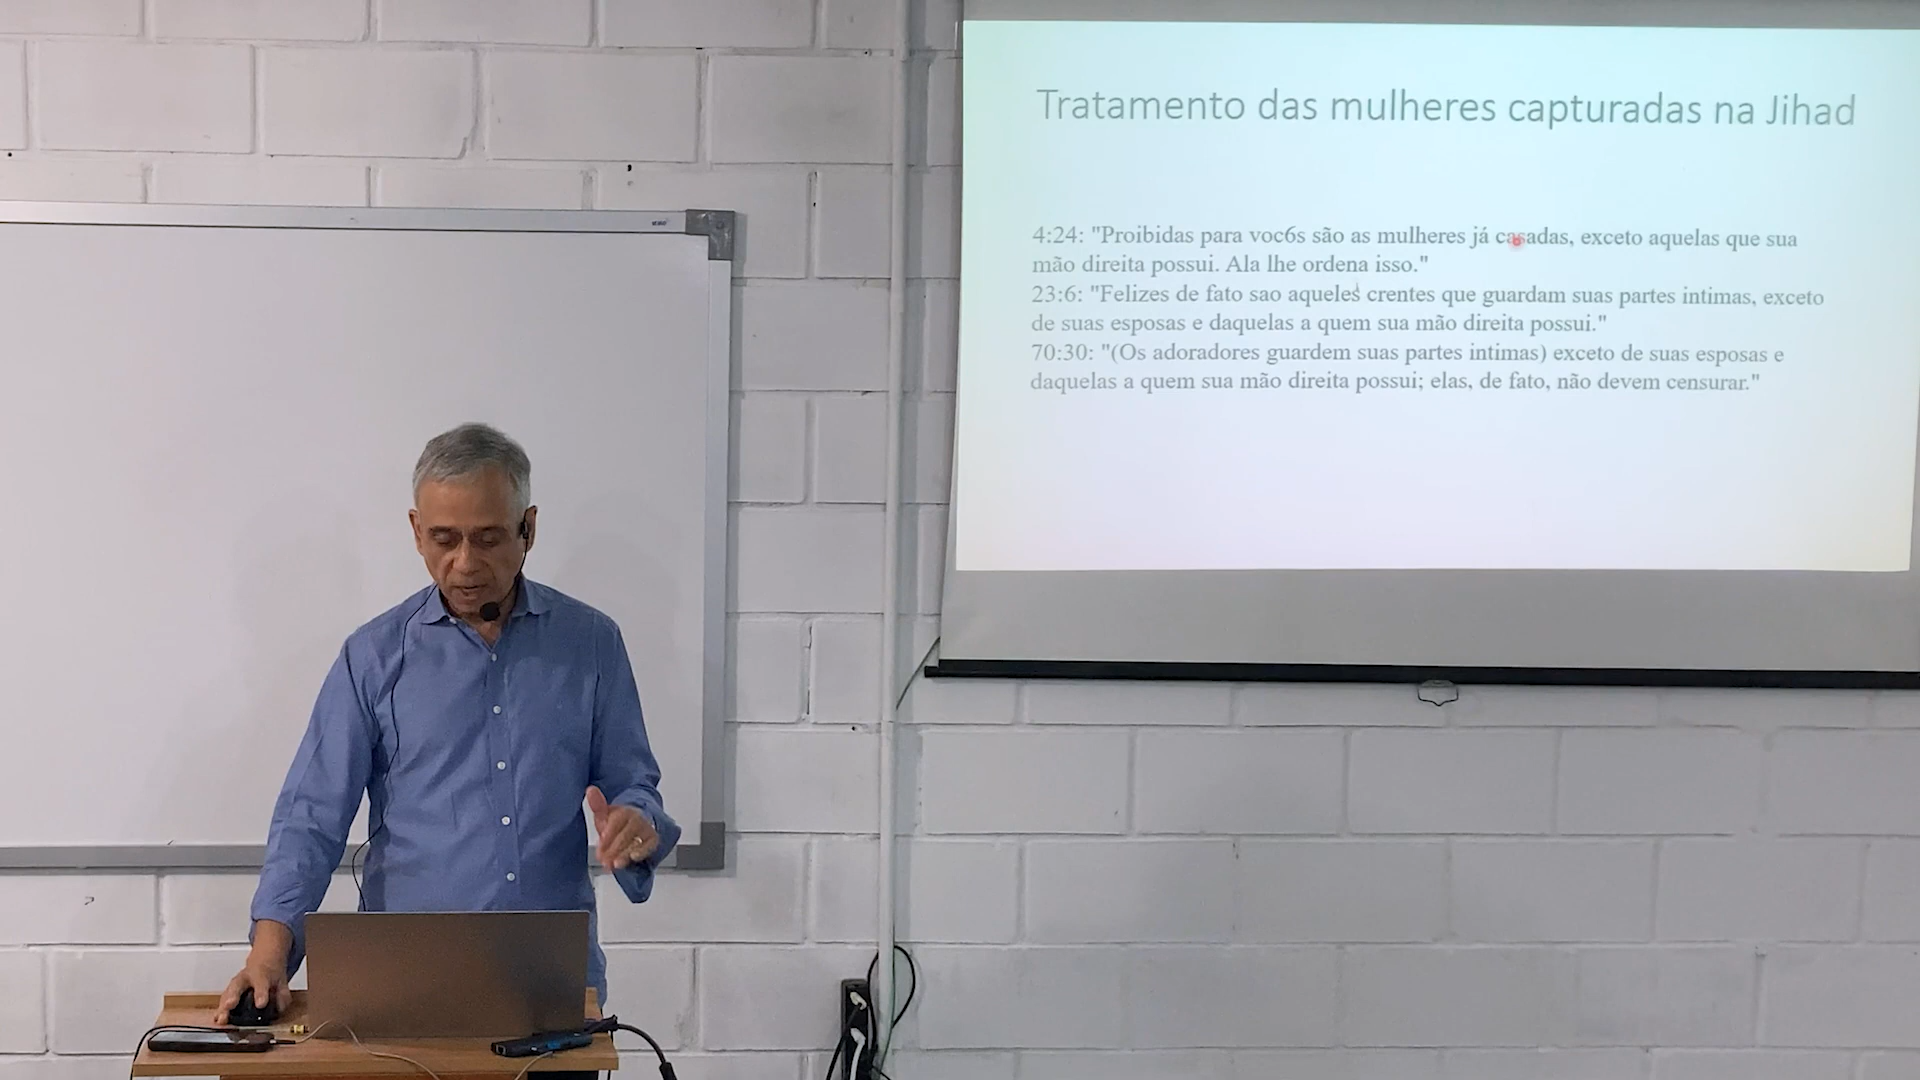 Tratamento das mulheres capturadas na Jihad
4:24: "Proibidas para voc6s são as mulheres já casadas, exceto aquelas que sua
mão direita possui. Ala lhe ordena isso."
23:6: "Felizes de fato sao aqueles crentes que guardam suas partes intimas, exceto
de suas esposas e daquelas a quem sua mão direita possui."
70:30: "(Os adoradores guardem suas partes intimas) exceto de suas esposas e
daquelas a quem sua mão direita possui; elas, de fato, não devem censurar."